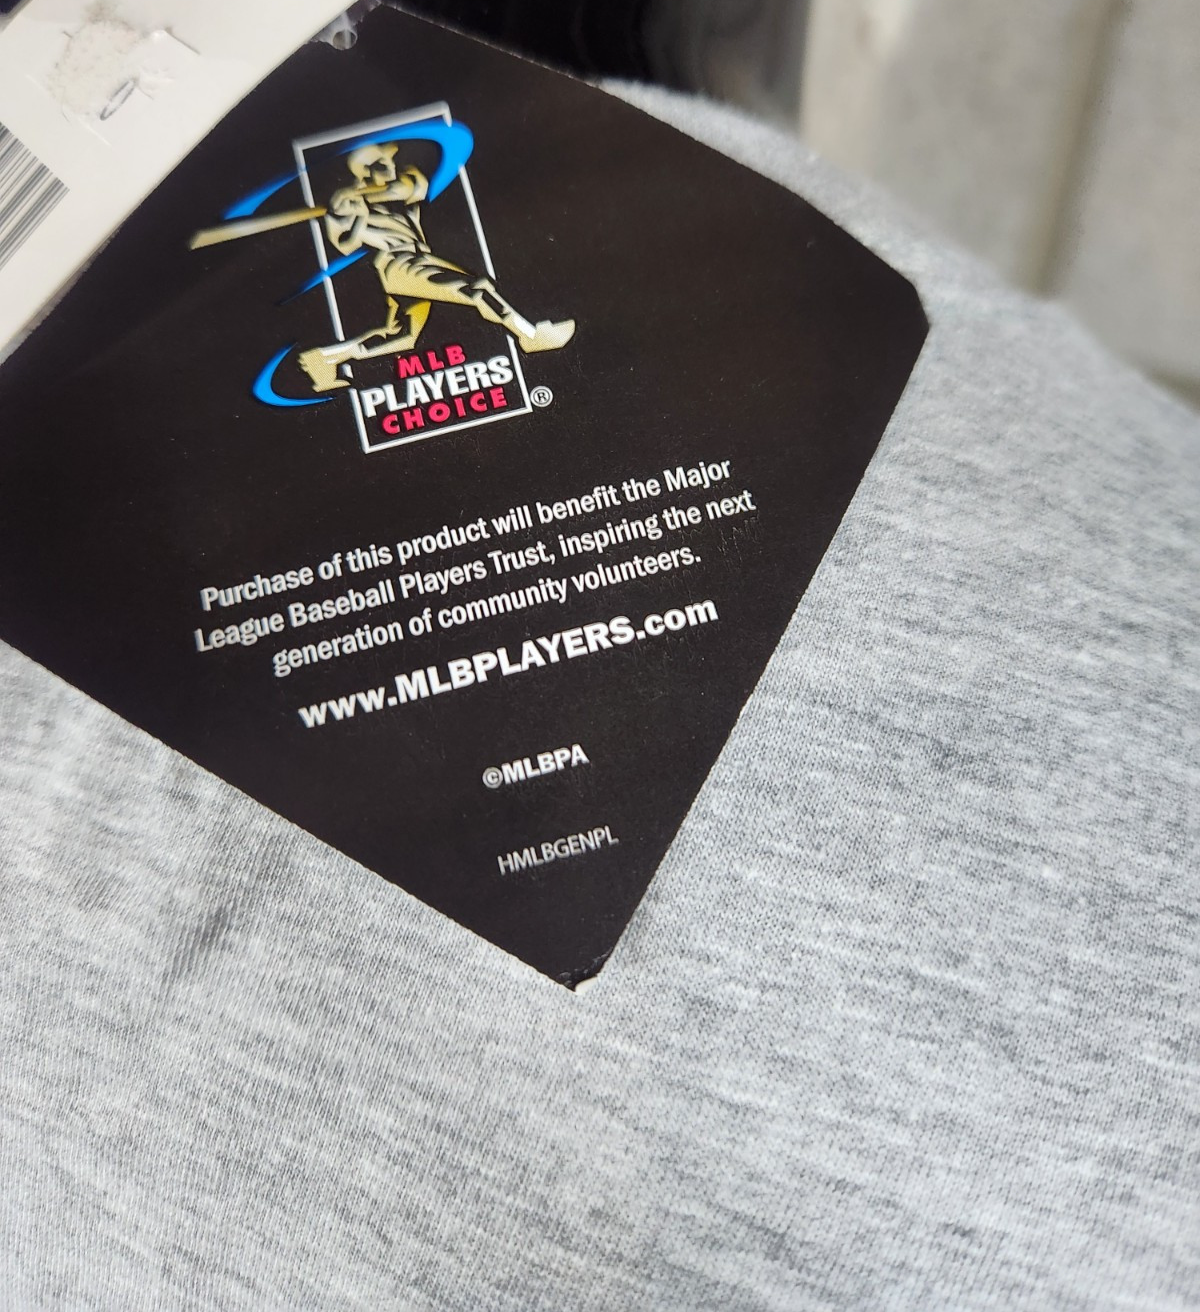 MLB
PLAYERS
CHOICE ®
Purchase of this product will benefit the Major
League Baseball Players Trust, inspiring the next
generation of community volunteers.
www.MLBPLAYERS.com
©MLBPA
HMLBGENPL